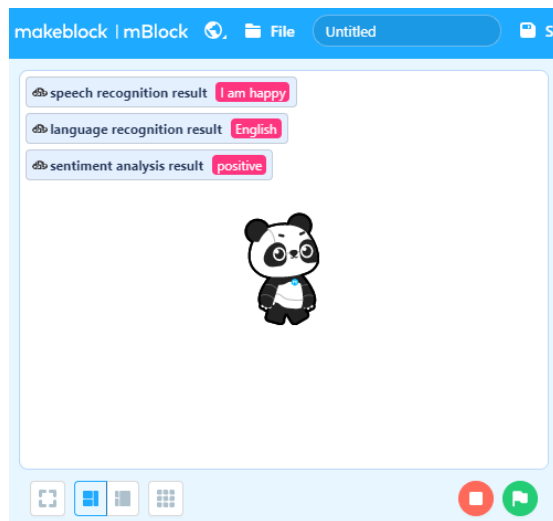 makeblock | mBlock File Untitled S
speech recognition result I am happy
language recognition result English
sentiment analysis result positive